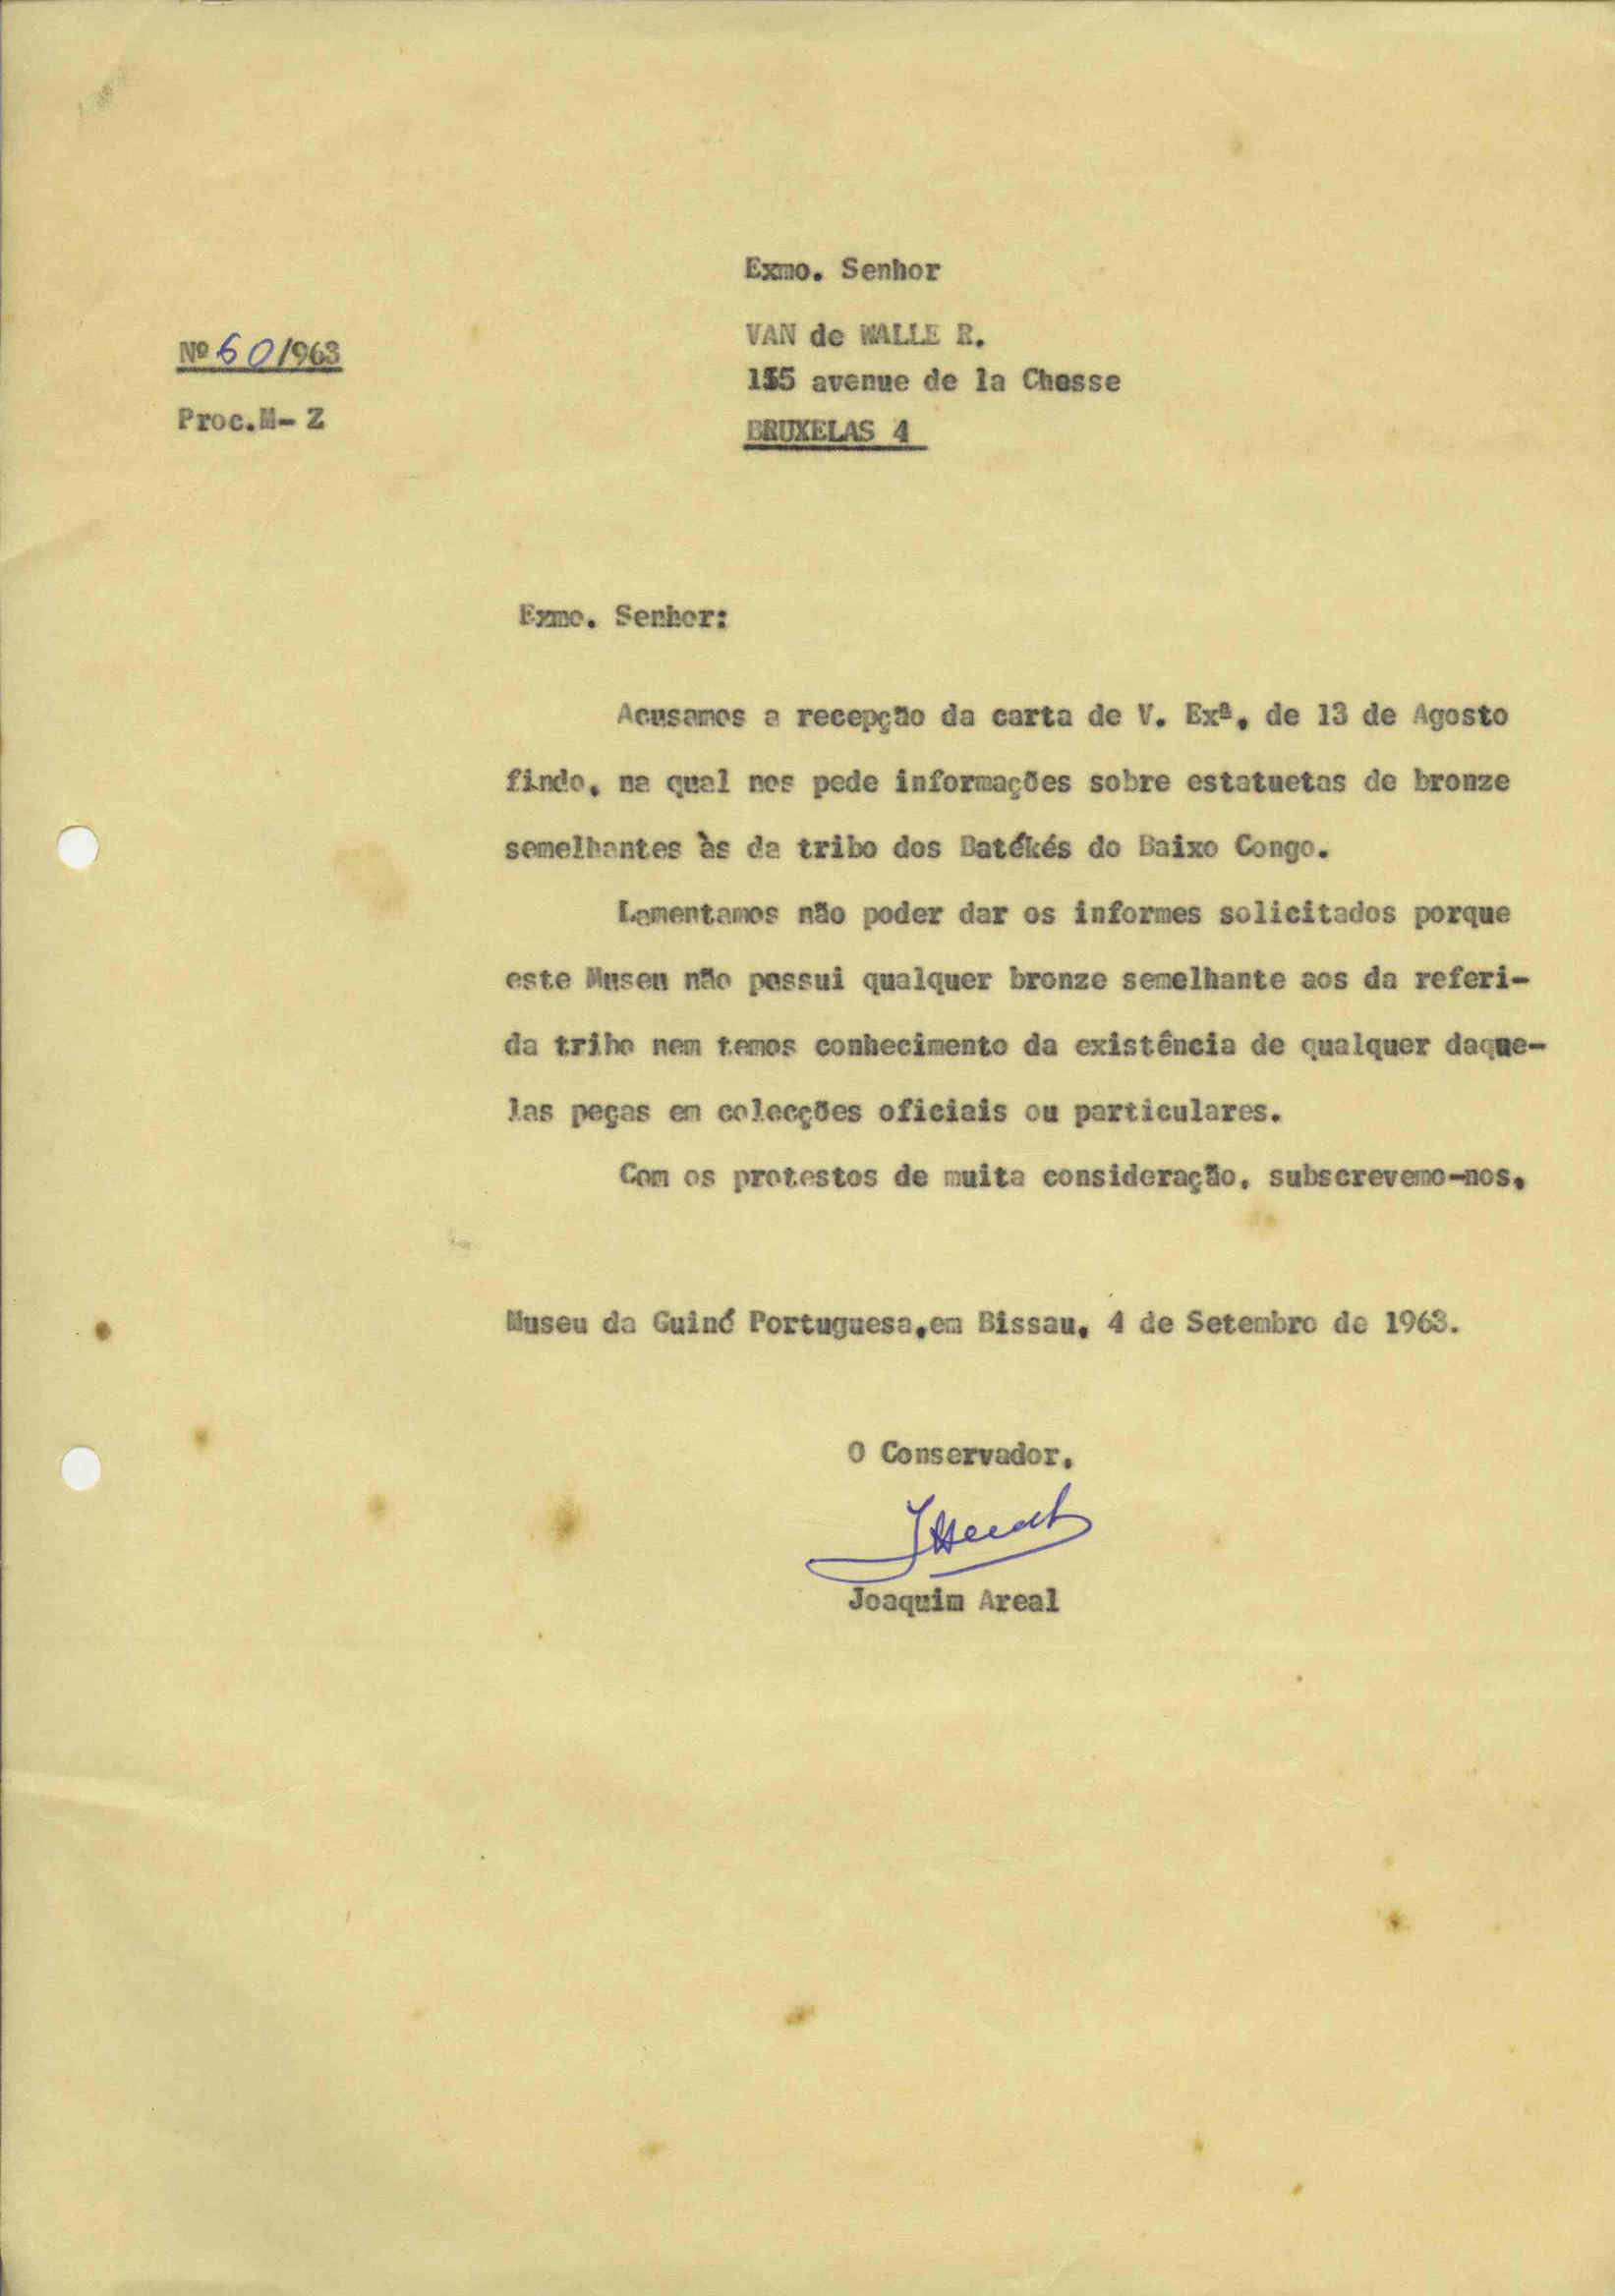 Exmo. Senhor
VAN de WALLE R.
Nº 60/963
155 avenue de la Chasse
Proc.M- Z
BRUXELAS 4
Exmo. Senhor:
Acusamos a recepção da carta de V. Exª, de 13 de Agosto
findo, na qual nos pede informações sobre estatuetas de bronze
semelhantes às da tribo dos Batékés do Baixo Congo.
Lamentamos não poder dar os informes solicitados porque
este Museu não possui qualquer bronze semelhante aos da referi-
da tribo nem temos conhecimento da existência de qualquer daque-
las peças em colecções oficiais ou particulares.
Com os protestos de muita consideração, subscrevemo-nos,
Museu da Guiné Portuguesa,em Bissau, 4 de Setembro de 1963.
O Conservador,
Joaquim Areal